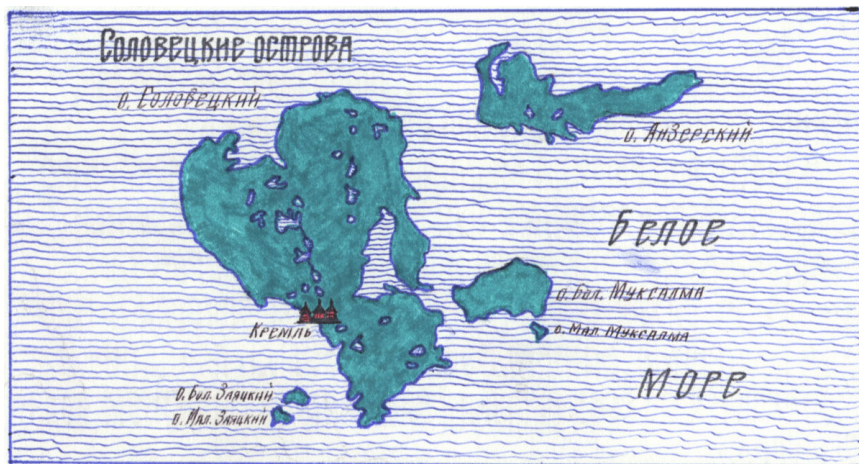 Соловецкие острова
о. Соловецкий
о. Анзерский
Белое
о. Бол. Муксалма
о. Мал. Муксалма
Кремль
Море
о. Бол. Заяцкий
о. Мал. Заяцкий